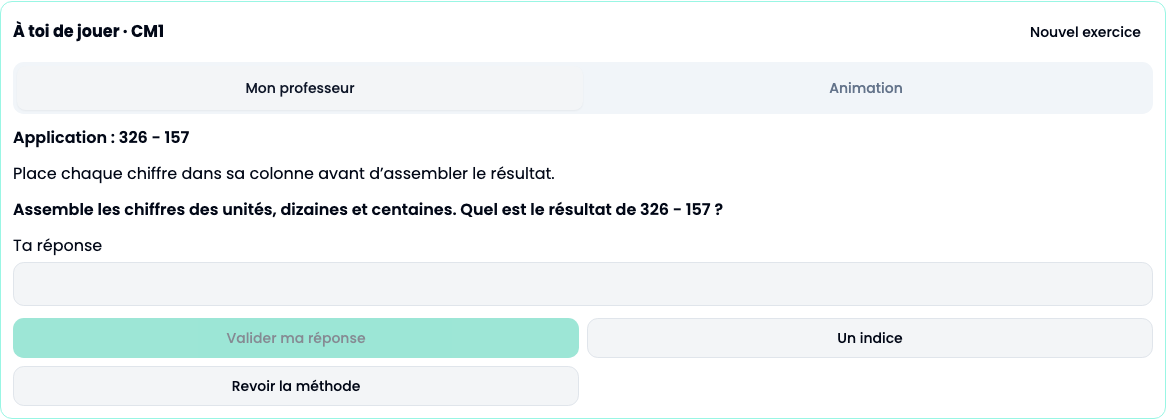 À toi de jouer · CM1
Nouvel exercice
Mon professeur
Animation
Application : 326 − 157
Place chaque chiffre dans sa colonne avant d’assembler le résultat.
Assemble les chiffres des unités, dizaines et centaines. Quel est le résultat de 326 − 157 ?
Ta réponse
Valider ma réponse
Un indice
Revoir la méthode